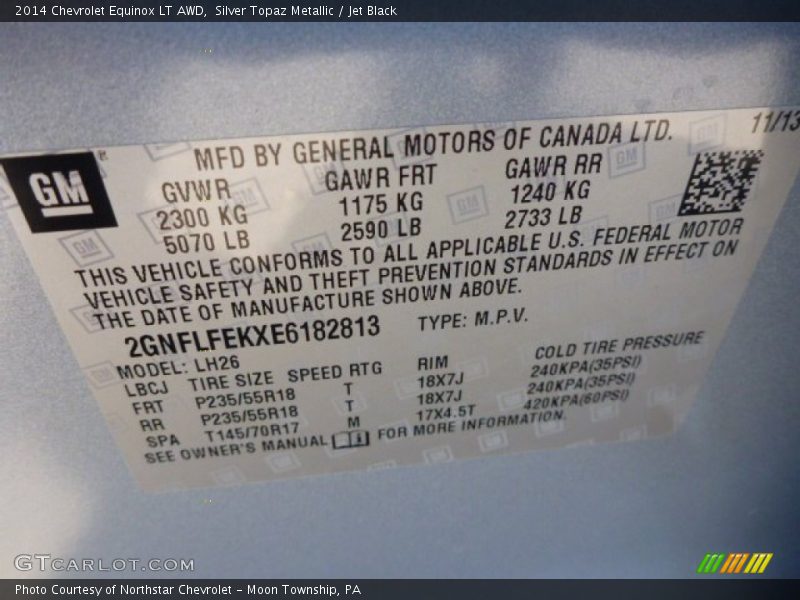 2014 Chevrolet Equinox LT AWD, Silver Topaz Metallic / Jet Black
11/13
GM
MFD BY GENERAL MOTORS OF CANADA LTD.
GVWR GAWR FRT GAWR RR
2300 KG 1175 KG 1240 KG
5070 LB 2590 LB 2733 LB
THIS VEHICLE CONFORMS TO ALL APPLICABLE U.S. FEDERAL MOTOR
VEHICLE SAFETY AND THEFT PREVENTION STANDARDS IN EFFECT ON
THE DATE OF MANUFACTURE SHOWN ABOVE.
2GNFLFEKXE6182813 TYPE: M.P.V.
MODEL: LH26
LBCJ TIRE SIZE SPEED RTG RIM COLD TIRE PRESSURE
FRT P235/55R18 T 18X7J 240KPA(35PSI)
RR P235/55R18 T 18X7J 240KPA(35PSI)
SPA T145/70R17 M 17X4.5T 420KPA(60PSI)
SEE OWNER'S MANUAL FOR MORE INFORMATION.
GTCARLOT.COM
Photo Courtesy of Northstar Chevrolet - Moon Township, PA